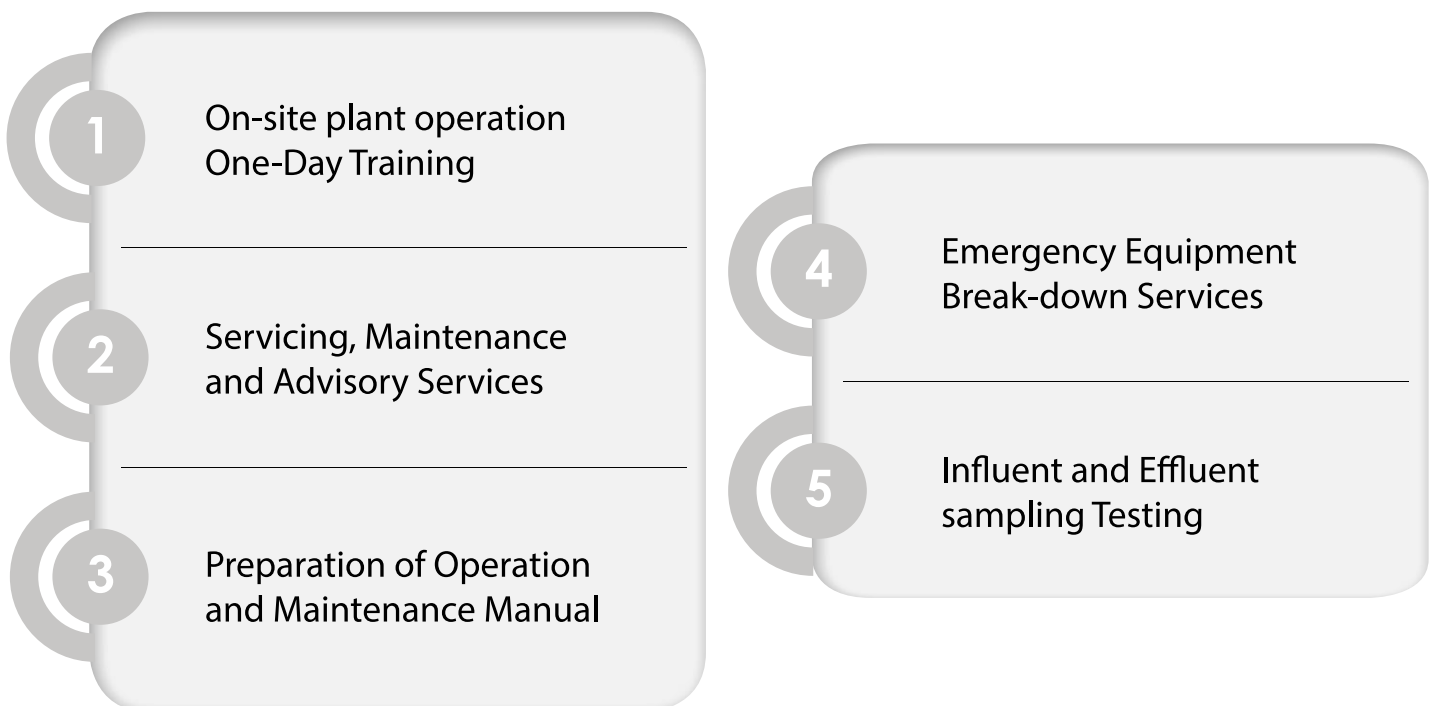 1
On-site plant operation
One-Day Training
2
Servicing, Maintenance
and Advisory Services
3
Preparation of Operation
and Maintenance Manual
4
Emergency Equipment
Break-down Services
5
Influent and Effluent
sampling Testing